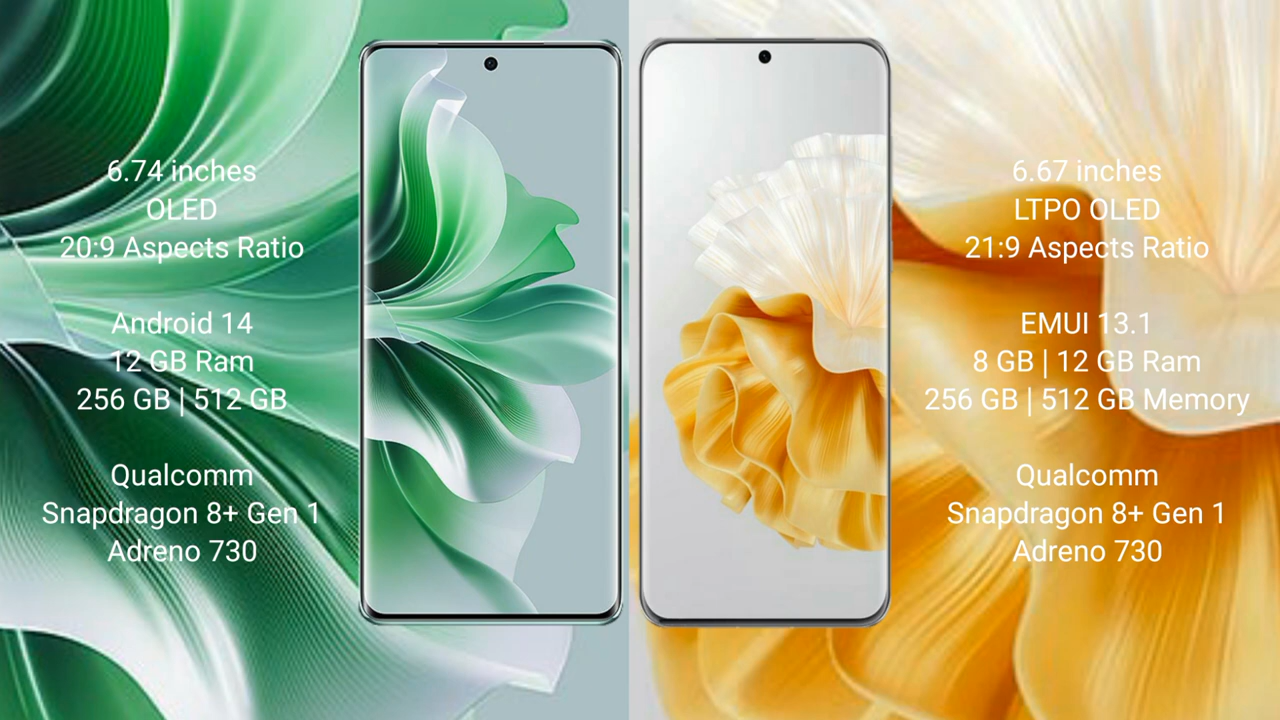 6.74 inches
OLED
20:9 Aspects Ratio
Android 14
12 GB Ram
256 GB | 512 GB
Qualcomm
Snapdragon 8+ Gen 1
Adreno 730
6.67 inches
LTPO OLED
21:9 Aspects Ratio
EMUI 13.1
8 GB | 12 GB Ram
256 GB | 512 GB Memory
Qualcomm
Snapdragon 8+ Gen 1
Adreno 730